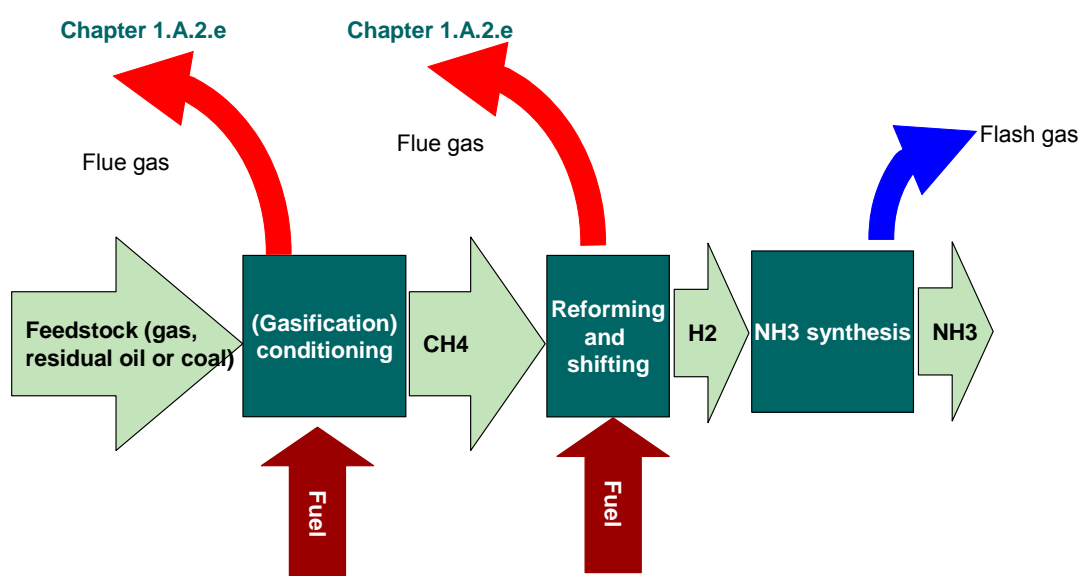 Chapter 1.A.2.e
Chapter 1.A.2.e
Flue gas
Flue gas
Flash gas
Feedstock (gas,
residual oil or coal)
(Gasification)
conditioning
CH4
Reforming
and
shifting
H2
NH3 synthesis
NH3
Fuel
Fuel